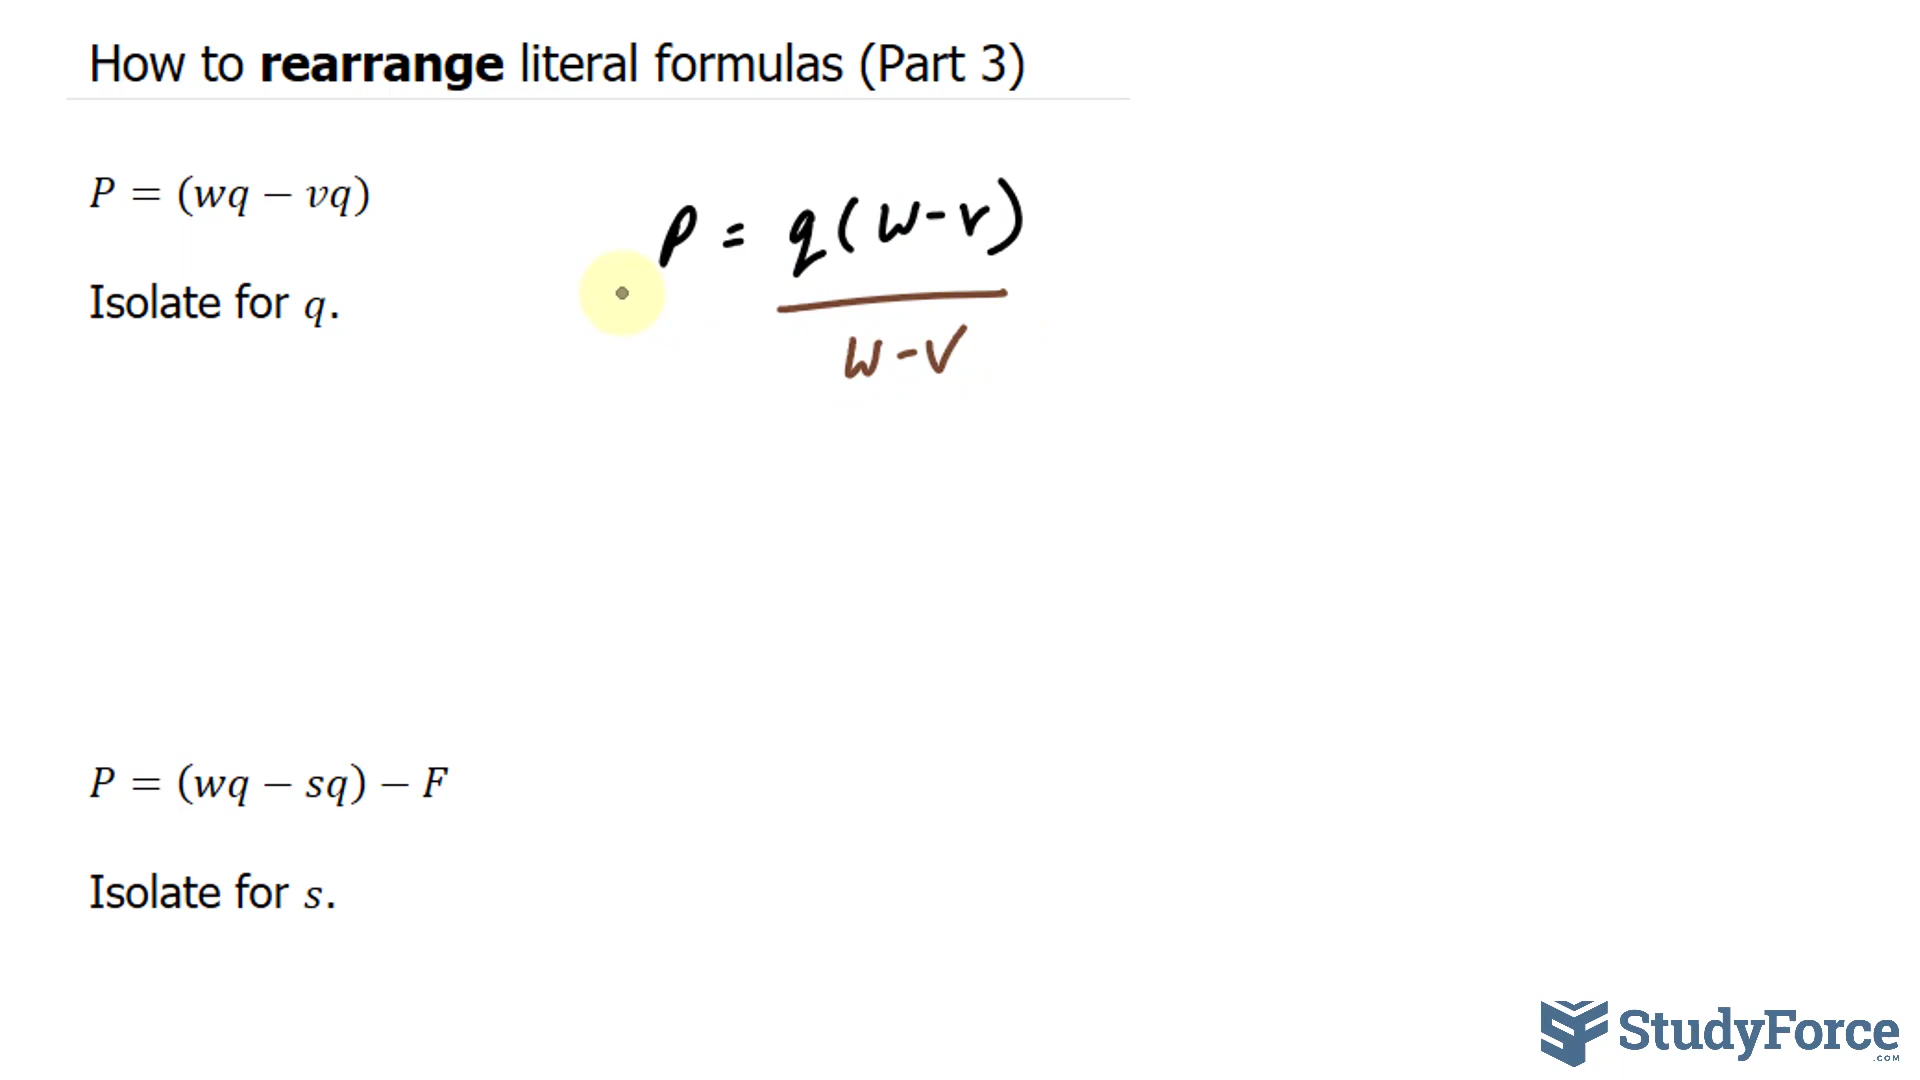 How to rearrange literal formulas (Part 3)
P = (wq − vq)
P = q(w-v)
Isolate for q.
w-v
P = (wq − sq) − F
Isolate for s.
StudyForce
.COM